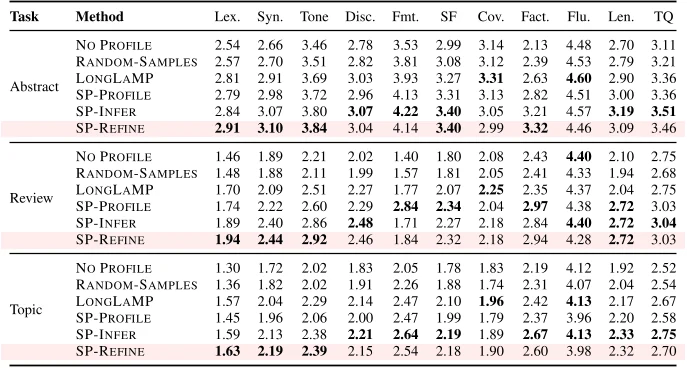 Task Method Lex. Syn. Tone Disc. Fmt. SF Cov. Fact. Flu. Len. TQ
Abstract
NO PROFILE 2.54 2.66 3.46 2.78 3.53 2.99 3.14 2.13 4.48 2.70 3.11
RANDOM-SAMPLES 2.57 2.70 3.51 2.82 3.81 3.08 3.12 2.39 4.53 2.79 3.21
LONGLAMP 2.81 2.91 3.69 3.03 3.93 3.27 3.31 2.63 4.60 2.90 3.36
SP-PROFILE 2.79 2.98 3.72 2.96 4.13 3.31 3.13 2.82 4.51 3.00 3.36
SP-INFER 2.84 3.07 3.80 3.07 4.22 3.40 3.05 3.21 4.57 3.19 3.51
SP-REFINE 2.91 3.10 3.84 3.04 4.14 3.40 2.99 3.32 4.46 3.09 3.46
Review
NO PROFILE 1.46 1.89 2.21 2.02 1.40 1.80 2.08 2.43 4.40 2.10 2.75
RANDOM-SAMPLES 1.48 1.88 2.11 1.99 1.57 1.81 2.05 2.41 4.33 1.94 2.68
LONGLAMP 1.70 2.09 2.51 2.27 1.77 2.07 2.25 2.35 4.37 2.04 2.75
SP-PROFILE 1.74 2.22 2.60 2.29 2.84 2.34 2.04 2.97 4.38 2.72 3.03
SP-INFER 1.89 2.40 2.86 2.48 1.71 2.27 2.18 2.84 4.40 2.72 3.04
SP-REFINE 1.94 2.44 2.92 2.46 1.84 2.32 2.18 2.94 4.28 2.72 3.03
Topic
NO PROFILE 1.30 1.72 2.02 1.83 2.05 1.78 1.83 2.19 4.12 1.92 2.52
RANDOM-SAMPLES 1.36 1.82 2.02 1.91 2.26 1.88 1.74 2.31 4.07 2.04 2.54
LONGLAMP 1.57 2.04 2.29 2.14 2.47 2.10 1.96 2.42 4.13 2.17 2.67
SP-PROFILE 1.45 1.96 2.06 2.00 2.47 1.99 1.79 2.37 3.96 2.20 2.58
SP-INFER 1.59 2.13 2.38 2.21 2.64 2.19 1.89 2.67 4.13 2.33 2.75
SP-REFINE 1.63 2.19 2.39 2.15 2.54 2.18 1.90 2.60 3.98 2.32 2.70